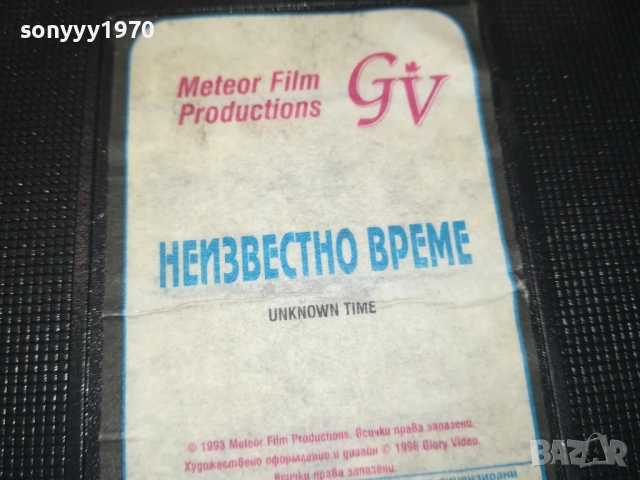 sonyyy1970
Meteor Film
Productions
GV
НЕИЗВЕСТНО ВРЕМЕ
UNKNOWN TIME
© 1993 Meteor Film Productions. Всички права запазени.
Художествено оформление и дизайн © 1996 Glory Video.
Всички права запазени.
BAZAR